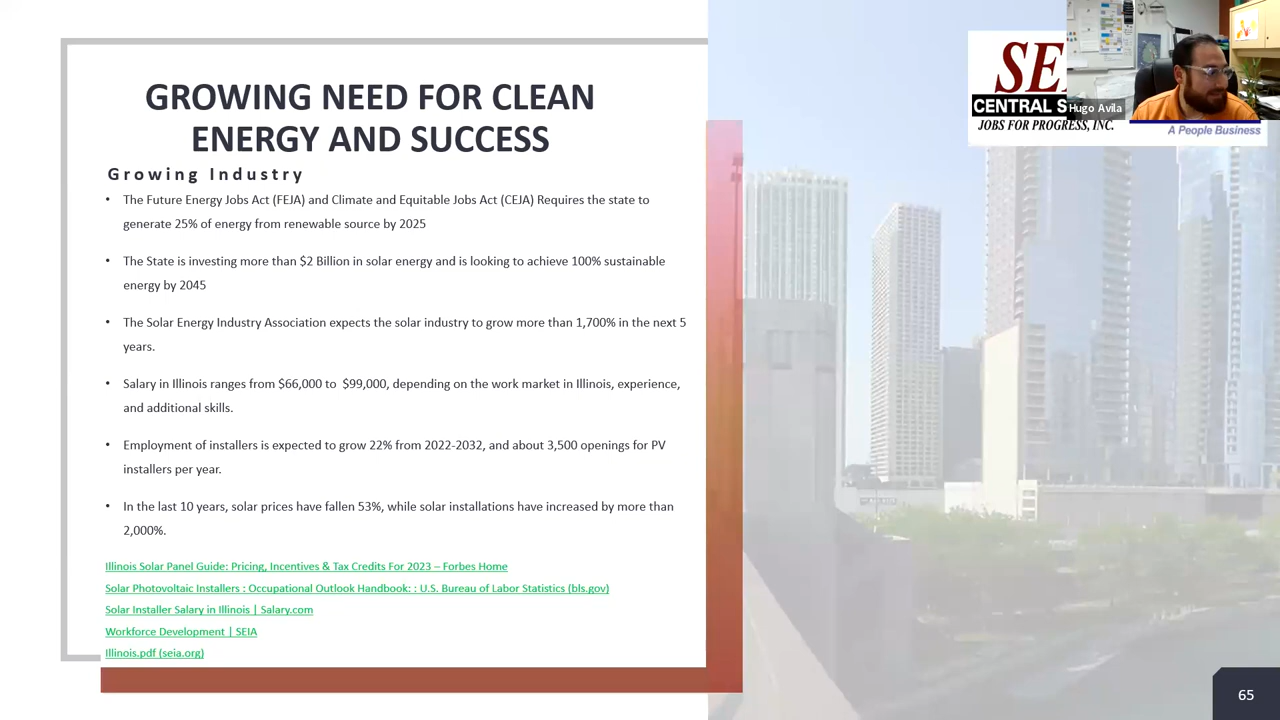 GROWING NEED FOR CLEAN
ENERGY AND SUCCESS
Growing Industry
• The Future Energy Jobs Act (FEJA) and Climate and Equitable Jobs Act (CEJA) Requires the state to
generate 25% of energy from renewable source by 2025
• The State is investing more than $2 Billion in solar energy and is looking to achieve 100% sustainable
energy by 2045
• The Solar Energy Industry Association expects the solar industry to grow more than 1,700% in the next 5
years.
• Salary in Illinois ranges from $66,000 to  $99,000, depending on the work market in Illinois, experience,
and additional skills.
• Employment of installers is expected to grow 22% from 2022-2032, and about 3,500 openings for PV
installers per year.
• In the last 10 years, solar prices have fallen 53%, while solar installations have increased by more than
2,000%.
Illinois Solar Panel Guide: Pricing, Incentives & Tax Credits For 2023 – Forbes Home
Solar Photovoltaic Installers : Occupational Outlook Handbook: : U.S. Bureau of Labor Statistics (bls.gov)
Solar Installer Salary in Illinois | Salary.com
Workforce Development | SEIA
Illinois.pdf (seia.org)
SE
CENTRAL S
Hugo Avila
JOBS FOR PROGRESS, INC.
A People Business
65